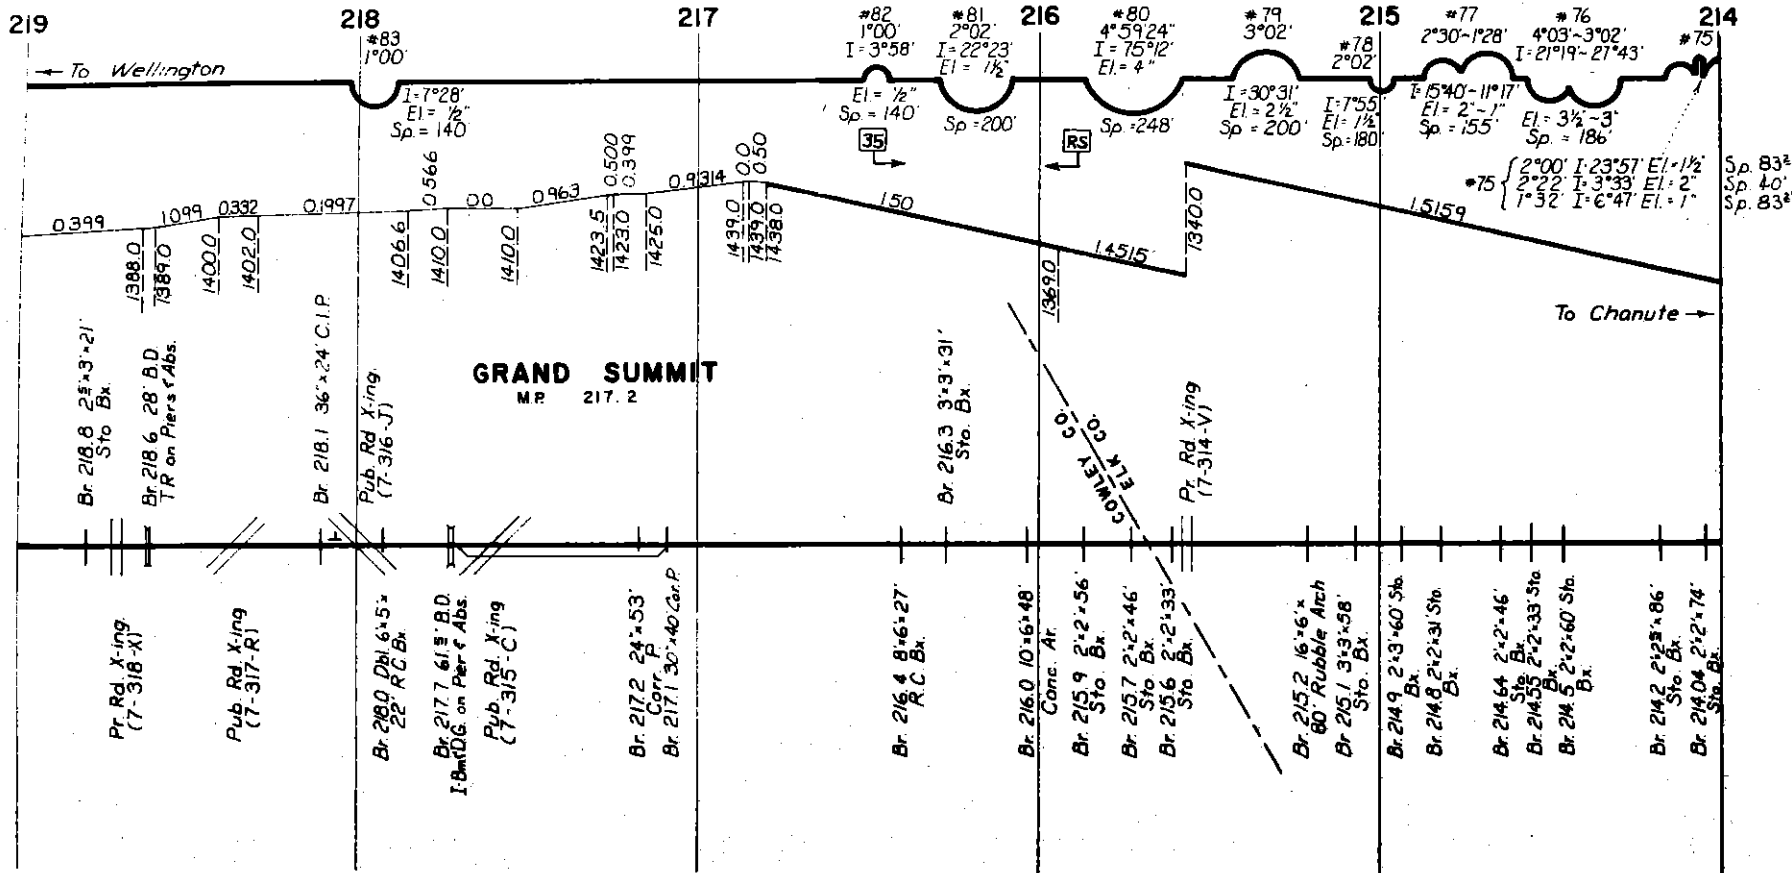 219
218
217
216
215
214
← To Wellington
#83
1°00'
I=7°28'
El.= ½"
Sp.= 140'
#82
1°00'
I=3°58'
El.= ½"
Sp.=140'
#81
2°02'
I=22°23'
El.= 1½"
Sp=200'
#80
4°59'24"
I=75°12'
El.=4"
Sp.=248'
#79
3°02'
I=30°31'
El.=2½"
Sp.=200'
#78
2°02'
I=7°55'
El=1½"
Sp.=180'
#77
2°30'~1°28'
I=15°40'~11°17'
El.= 2"~1"
Sp.=155'
#76
4°03'~3°02'
I=21°19'~27°43'
El.=3½"~3"
Sp.=186'
#75
#75
2°00' I=23°57' El.=1½" Sp. 83²'
2°22' I=3°33' El.=2" Sp. 40'
1°32' I=6°47' El.=1" Sp. 83²'
35
RS
0.399
1.099
0.332
0.1997
0.566
0.0
0.963
0.500
0.399
0.9314
0.0
0.50
1.50
1.4515
1.5159
1388.0
1389.0
1400.0
1402.0
1406.6
1410.0
1410.0
1423.5
1423.0
1425.0
1439.0
1439.0
1438.0
1369.0
1340.0
To Chanute →
GRAND SUMMIT
M.P. 217.2
COWLEY CO.
ELK CO.
Br. 218.8 2⁵'x3'x21'
Sto Bx.
Br. 218.6 28' B.D.
TR on Piers & Abs.
Br. 218.1 36"x24' C.I.P.
Pub. Rd X-ing
(7-316-J)
Br. 216.3 3'x3'x31'
Sto. Bx.
Pr. Rd. X-ing
(7-314-V)
Pr. Rd. X-ing.
(7-318-X)
Pub. Rd. X-ing
(7-317-R)
Br. 218.0 Dbl. 6'x5'x
22' R.C. Bx.
Br. 217.7 61.⁵' B.D.
I-Bm(DG. on Pier & Abs.
Pub. Rd. X-ing
(7-315-C)
Br. 217.2 24"x53'
Corr. P.
Br. 217.1 30"x40' Cor. P.
Br. 216.4 8'x6'x27'
R.C. Bx.
Br. 216.0 10'x6'x48'
Conc. Ar.
Br. 215.9 2'x2'x56'
Sto. Bx.
Br. 215.7 2'x2'x46'
Sto. Bx.
Br. 215.6 2'x2'x33'
Sto. Bx.
Br. 215.2 16'x6'x
80' Rubble Arch
Br 215.1 3'x3'x58'
Sto. Bx.
Br. 214.9 2'x3'x60' Sto.
Bx.
Br. 214.8 2'x2'x31' Sto.
Bx.
Br. 214.64 2'x2'x46'
Sto. Bx.
Br. 214.55 2'x2'x33' Sto.
Bx.
Br. 214.5 2'x2'x60' Sto.
Bx.
Br. 214.2 2'x2⁵'x86'
Sto. Bx.
Br. 214.04 2'x2'x74'
Sto. Bx.